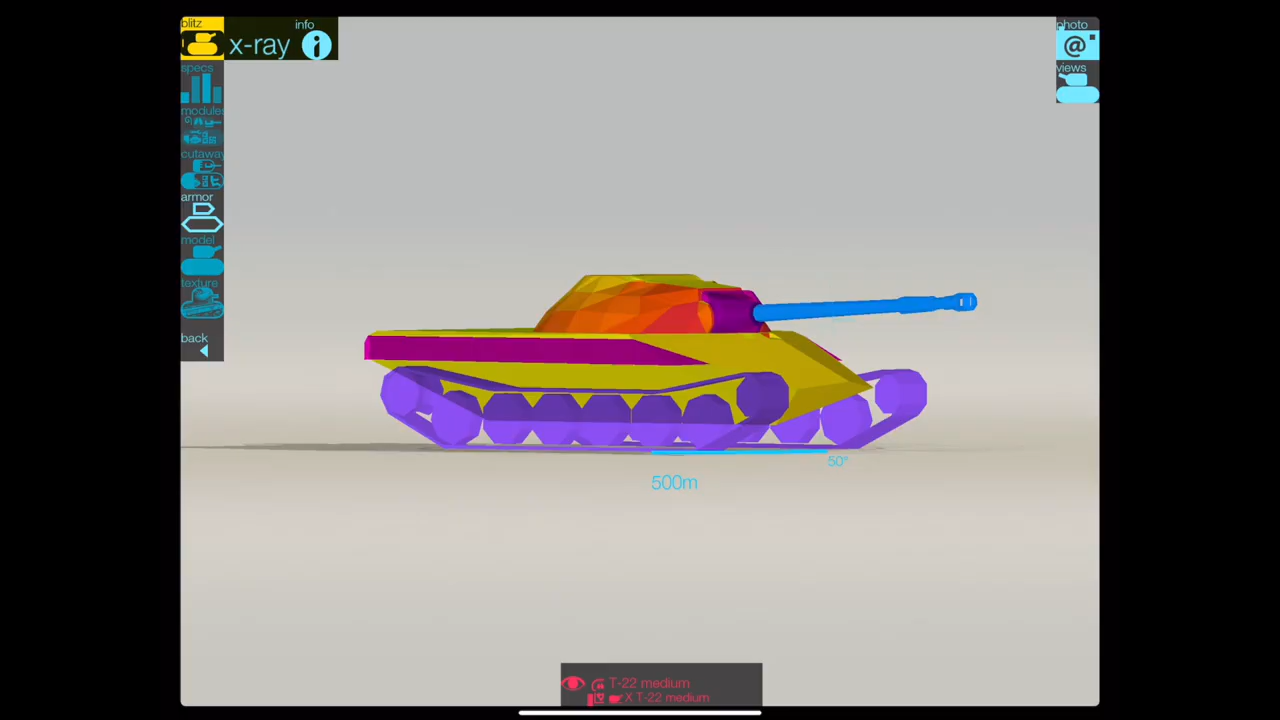 blitz
x-ray
info
specs
modules
cutaway
armor
model
texture
back
photo
@
views
50°
500m
T-22 medium
X T-22 medium